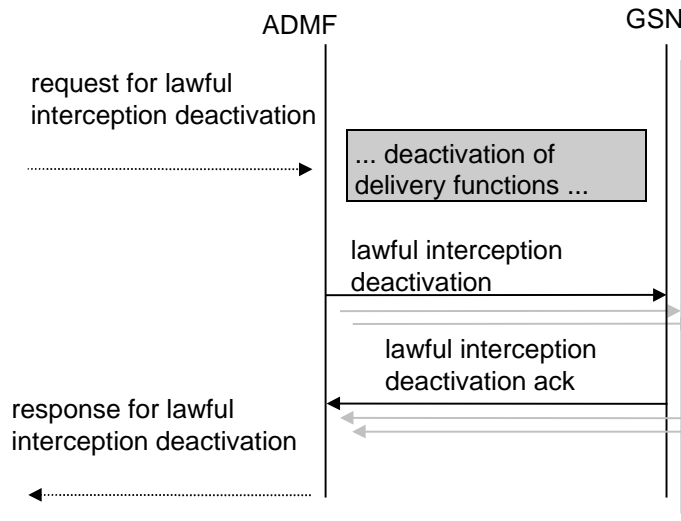 ADMF
GSN
request for lawful
interception deactivation
... deactivation of
delivery functions ...
lawful interception
deactivation
lawful interception
deactivation ack
response for lawful
interception deactivation